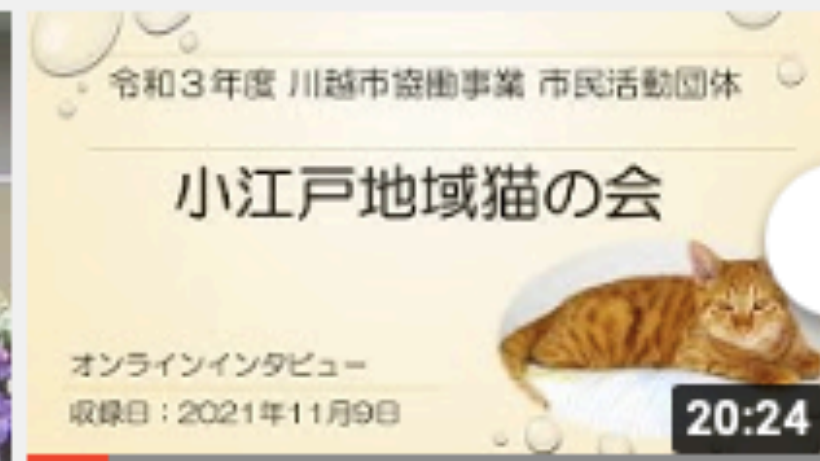 令和3年度 川越市協働事業 市民活動団体
小江戸地域猫の会
オンラインインタビュー
収録日：2021年11月9日
20:24